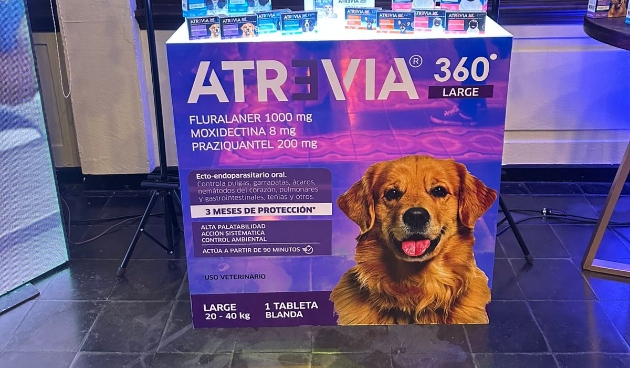 ATREVIA® 360°
LARGE
FLURALANER 1000 mg
MOXIDECTINA 8 mg
PRAZIQUANTEL 200 mg
Ecto-endoparasitario oral.
Controla pulgas, garrapatas, ácaros,
nemátodos del corazón, pulmonares
y gastrointestinales, tenias y otros.
3 MESES DE PROTECCIÓN*
ALTA PALATABILIDAD
ACCIÓN SISTEMÁTICA
CONTROL AMBIENTAL
ACTÚA A PARTIR DE 90 MINUTOS
USO VETERINARIO
LARGE
20 - 40 kg
1 TABLETA
BLANDA